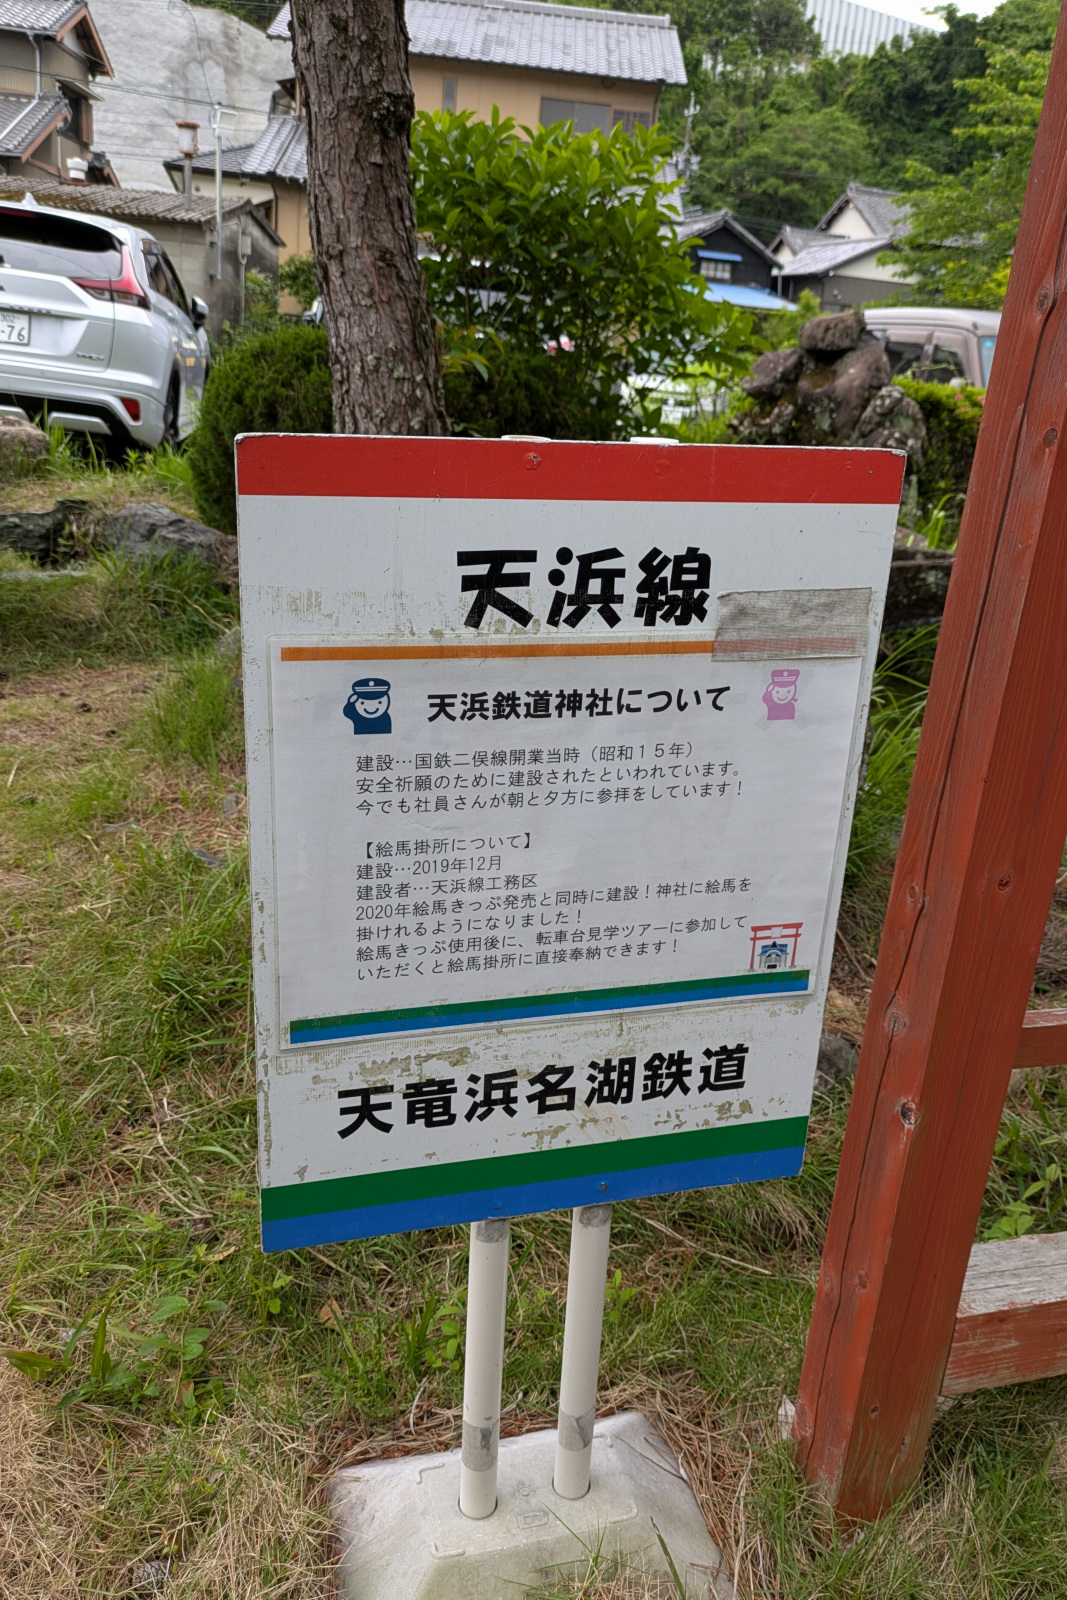 302
-76
天浜線
天浜鉄道神社について
建設…国鉄二俣線開業当時（昭和１５年）
安全祈願のために建設されたといわれています。
今でも社員さんが朝と夕方に参拝をしています！
【絵馬掛所について】
建設…2019年12月
建設者…天浜線工務区
2020年絵馬きっぷ発売と同時に建設！神社に絵馬を
掛けれるようになりました！
絵馬きっぷ使用後に、転車台見学ツアーに参加して
いただくと絵馬掛所に直接奉納できます！
天竜浜名湖鉄道